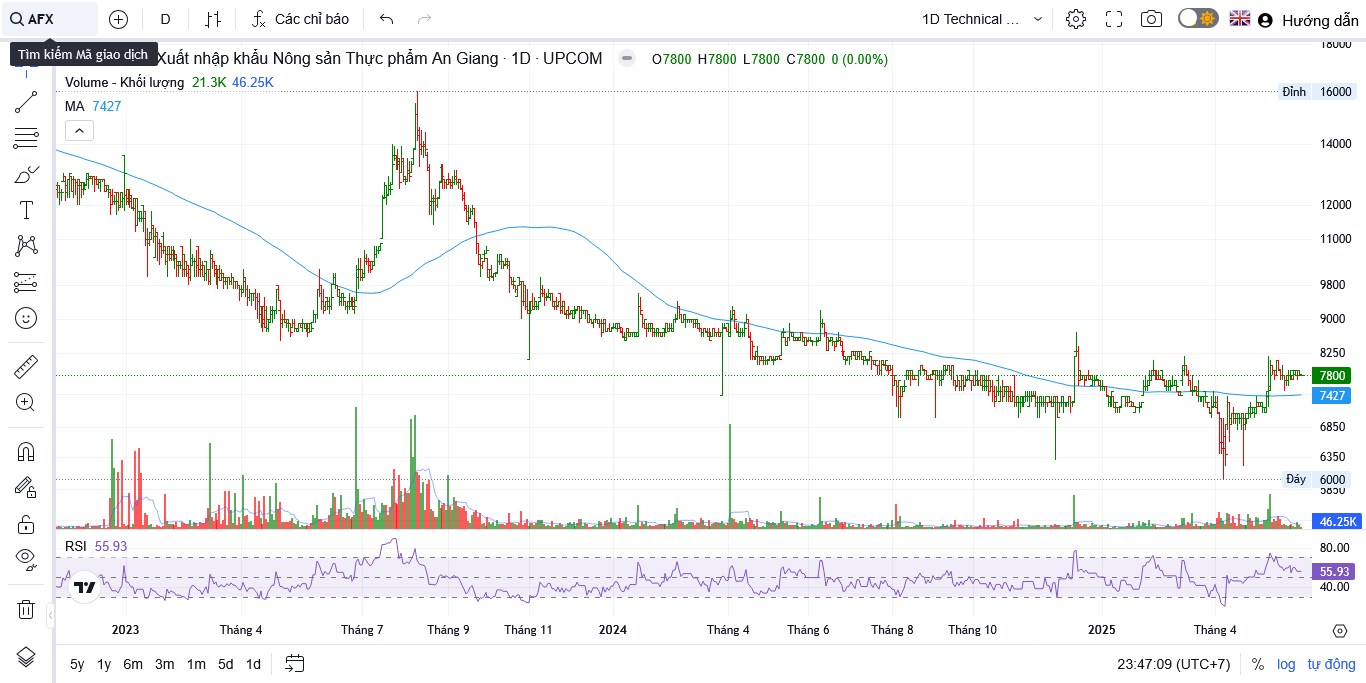 AFX
D
Các chỉ báo
1D Technical ...
Hướng dẫn
Tìm kiếm Mã giao dịch
Xuất nhập khẩu Nông sản Thực phẩm An Giang · 1D · UPCOM
O7800 H7800 L7800 C7800 0 (0.00%)
Volume - Khối lượng 21.3K 46.25K
MA 7427
18000
Đỉnh 16000
14000
12000
11000
9800
9000
8250
7800
7427
6850
6350
Đáy 6000
5850
46.25K
RSI 55.93
80.00
55.93
40.00
2023 Tháng 4 Tháng 7 Tháng 9 Tháng 11 2024 Tháng 4 Tháng 6 Tháng 8 Tháng 10 2025 Tháng 4
5y 1y 6m 3m 1m 5d 1d
23:47:09 (UTC+7) % log tự động